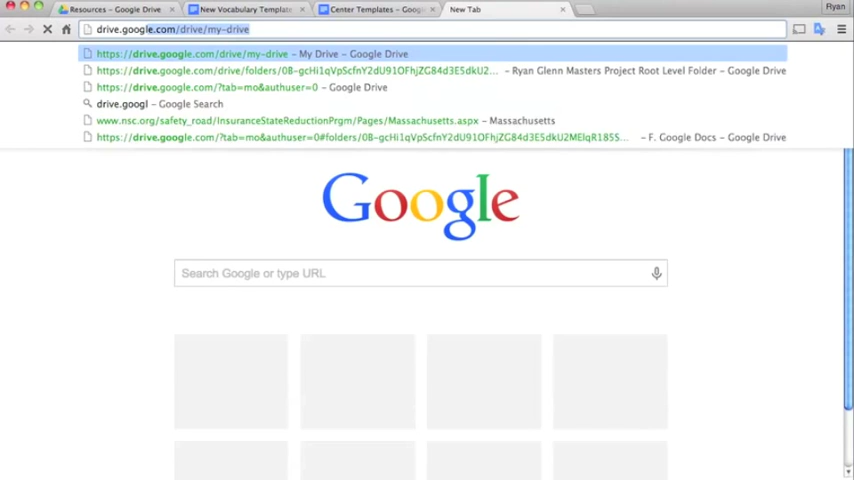 Resources – Google Drive
New Vocabulary Template
Center Templates – Google
New Tab
Ryan
drive.google.com/drive/my-drive
https://drive.google.com/drive/my-drive – My Drive – Google Drive
https://drive.google.com/drive/folders/0B-gcHi1qVpScfnY2dU91OFhjZG84d3E5dkU2... – Ryan Glenn Masters Project Root Level Folder – Google Drive
https://drive.google.com/?tab=mo&authuser=0 – Google Drive
drive.googl – Google Search
www.nsc.org/safety_road/InsuranceStateReductionPrgm/Pages/Massachusetts.aspx – Massachusetts
https://drive.google.com/?tab=mo&authuser=0#folders/0B-gcHi1qVpScfnY2dU91OFhjZG84d3E5dkU2MElqR1855... – F. Google Docs – Google Drive
Google
Search Google or type URL